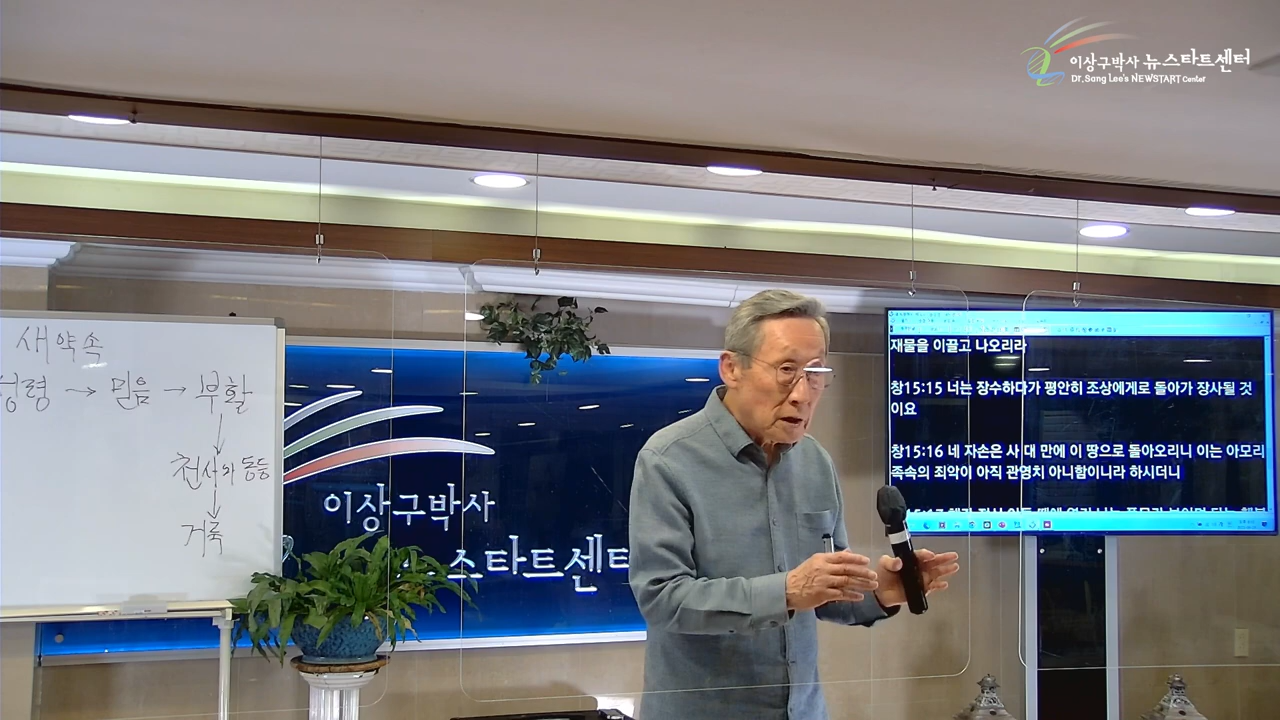 이상구박사 뉴스타트센터
Dr. Sang Lee's NEWSTART Center
새약속
성령 → 믿음 → 부활
천사와 동등
거룩
이상구박사
뉴스타트센터
재물을 이끌고 나오리라
창15:15 너는 장수하다가 평안히 조상에게로 돌아가 장사될 것
이요
창15:16 네 자손은 사 대 만에 이 땅으로 돌아오리니 이는 아모리
족속의 죄악이 아직 관영치 아니함이니라 하시더니